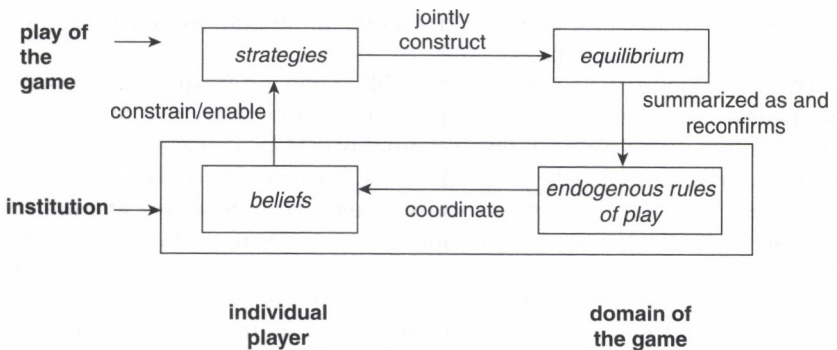 play of
the
game
strategies
jointly
construct
equilibrium
constrain/enable
summarized as and
reconfirms
institution
beliefs
coordinate
endogenous rules
of play
individual
player
domain of
the game